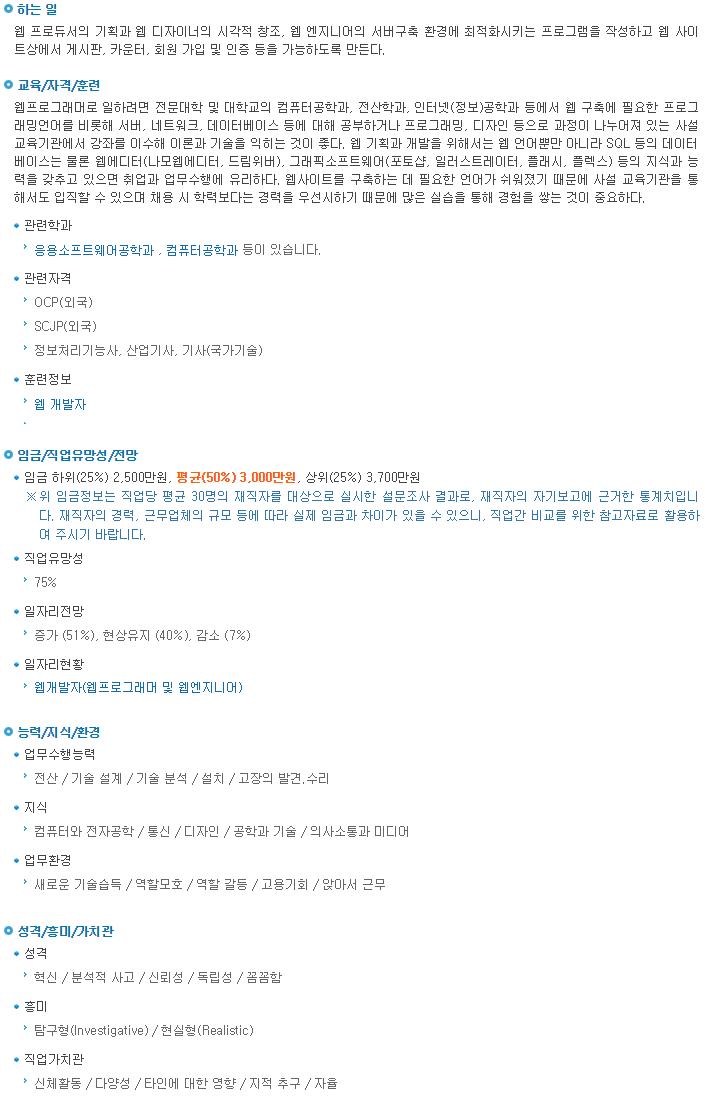 하는 일
웹 프로듀서의 기획과 웹 디자이너의 시각적 창조, 웹 엔지니어의 서버구축 환경에 최적화시키는 프로그램을 작성하고 웹 사이
트상에서 게시판, 카운터, 회원 가입 및 인증 등을 가능하도록 만든다.
교육/자격/훈련
웹프로그래머로 일하려면 전문대학 및 대학교의 컴퓨터공학과, 전산학과, 인터넷(정보)공학과 등에서 웹 구축에 필요한 프로그
래밍언어를 비롯해 서버, 네트워크, 데이터베이스 등에 대해 공부하거나 프로그래밍, 디자인 등으로 과정이 나누어져 있는 사설
교육기관에서 강좌를 이수해 이론과 기술을 익히는 것이 좋다. 웹 기획과 개발을 위해서는 웹 언어뿐만 아니라 SQL 등의 데이터
베이스는 물론 웹에디터(나모웹에디터, 드림위버), 그래픽소프트웨어(포토샵, 일러스트레이터, 플래시, 플렉스) 등의 지식과 능
력을 갖추고 있으면 취업과 업무수행에 유리하다. 웹사이트를 구축하는 데 필요한 언어가 쉬워졌기 때문에 사설 교육기관을 통
해서도 입직할 수 있으며 채용 시 학력보다는 경력을 우선시하기 때문에 많은 실습을 통해 경험을 쌓는 것이 중요하다.
관련학과
응용소프트웨어공학과 , 컴퓨터공학과 등이 있습니다.
관련자격
OCP(외국)
SCJP(외국)
정보처리기능사, 산업기사, 기사(국가기술)
훈련정보
웹 개발자
임금/직업유망성/전망
임금 하위(25%) 2,500만원, 평균(50%) 3,000만원, 상위(25%) 3,700만원
※ 위 임금정보는 직업당 평균 30명의 재직자를 대상으로 실시한 설문조사 결과로, 재직자의 자기보고에 근거한 통계치입니
다. 재직자의 경력, 근무업체의 규모 등에 따라 실제 임금과 차이가 있을 수 있으니, 직업간 비교를 위한 참고자료로 활용하
여 주시기 바랍니다.
직업유망성
75%
일자리전망
증가 (51%), 현상유지 (40%), 감소 (7%)
일자리현황
웹개발자(웹프로그래머 및 웹엔지니어)
능력/지식/환경
업무수행능력
전산 / 기술 설계 / 기술 분석 / 설치 / 고장의 발견.수리
지식
컴퓨터와 전자공학 / 통신 / 디자인 / 공학과 기술 / 의사소통과 미디어
업무환경
새로운 기술습득 / 역할모호 / 역할 갈등 / 고용기회 / 앉아서 근무
성격/흥미/가치관
성격
혁신 / 분석적 사고 / 신뢰성 / 독립성 / 꼼꼼함
흥미
탐구형(Investigative) / 현실형(Realistic)
직업가치관
신체활동 / 다양성 / 타인에 대한 영향 / 지적 추구 / 자율